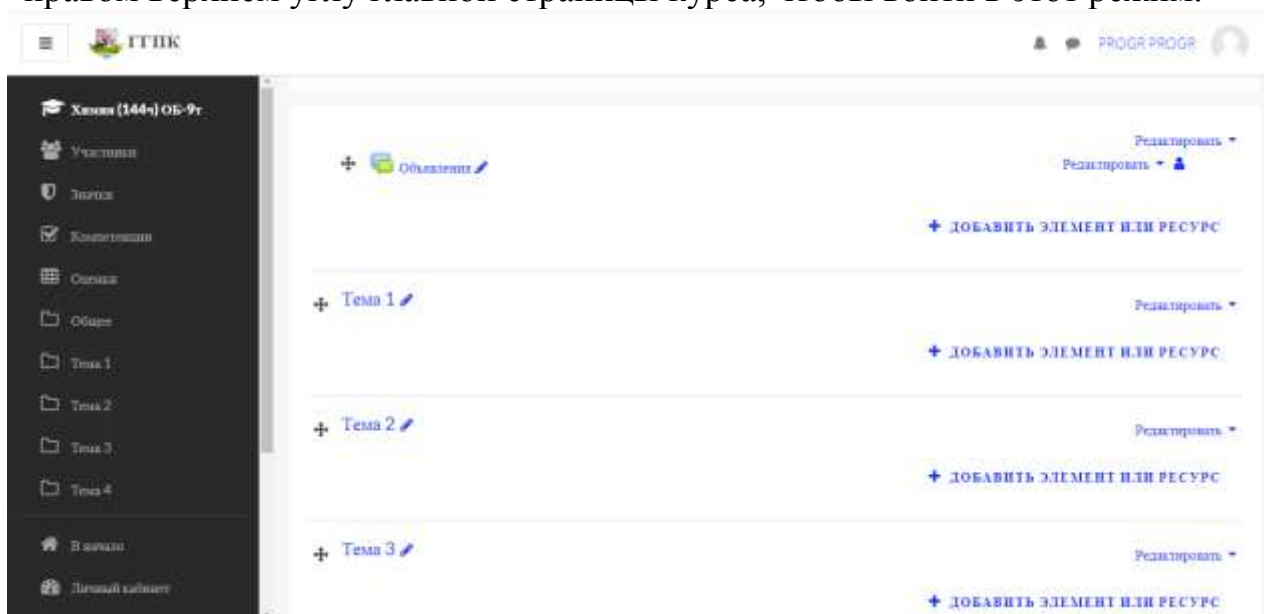 правом верхнем углу главной страницы курса, чтобы войти в этот режим.
ГГПК
PROGR PROGR
Химия (144ч) ОБ-9т
Участники
Значки
Компетенции
Оценки
Общее
Тема 1
Тема 2
Тема 3
Тема 4
В начало
Личный кабинет
Объявления
Редактировать
Редактировать
+ ДОБАВИТЬ ЭЛЕМЕНТ ИЛИ РЕСУРС
Тема 1
Редактировать
+ ДОБАВИТЬ ЭЛЕМЕНТ ИЛИ РЕСУРС
Тема 2
Редактировать
+ ДОБАВИТЬ ЭЛЕМЕНТ ИЛИ РЕСУРС
Тема 3
Редактировать
+ ДОБАВИТЬ ЭЛЕМЕНТ ИЛИ РЕСУРС